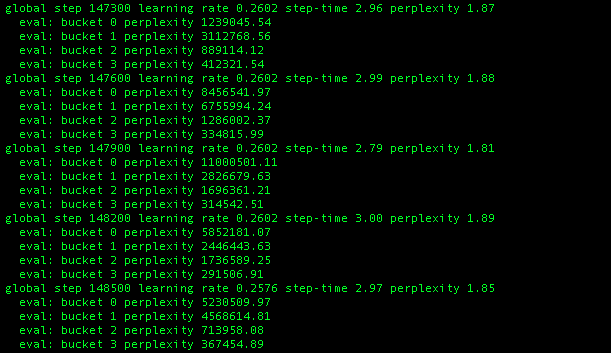 global step 147300 learning rate 0.2602 step-time 2.96 perplexity 1.87
  eval: bucket 0 perplexity 1239045.54
  eval: bucket 1 perplexity 3112768.56
  eval: bucket 2 perplexity 889114.12
  eval: bucket 3 perplexity 412321.54
global step 147600 learning rate 0.2602 step-time 2.99 perplexity 1.88
  eval: bucket 0 perplexity 8456541.97
  eval: bucket 1 perplexity 6755994.24
  eval: bucket 2 perplexity 1286002.37
  eval: bucket 3 perplexity 334815.99
global step 147900 learning rate 0.2602 step-time 2.79 perplexity 1.81
  eval: bucket 0 perplexity 11000501.11
  eval: bucket 1 perplexity 2826679.63
  eval: bucket 2 perplexity 1696361.21
  eval: bucket 3 perplexity 314542.51
global step 148200 learning rate 0.2602 step-time 3.00 perplexity 1.89
  eval: bucket 0 perplexity 5852181.07
  eval: bucket 1 perplexity 2446443.63
  eval: bucket 2 perplexity 1736589.25
  eval: bucket 3 perplexity 291506.91
global step 148500 learning rate 0.2576 step-time 2.97 perplexity 1.85
  eval: bucket 0 perplexity 5230509.97
  eval: bucket 1 perplexity 4568614.81
  eval: bucket 2 perplexity 713958.08
  eval: bucket 3 perplexity 367454.89